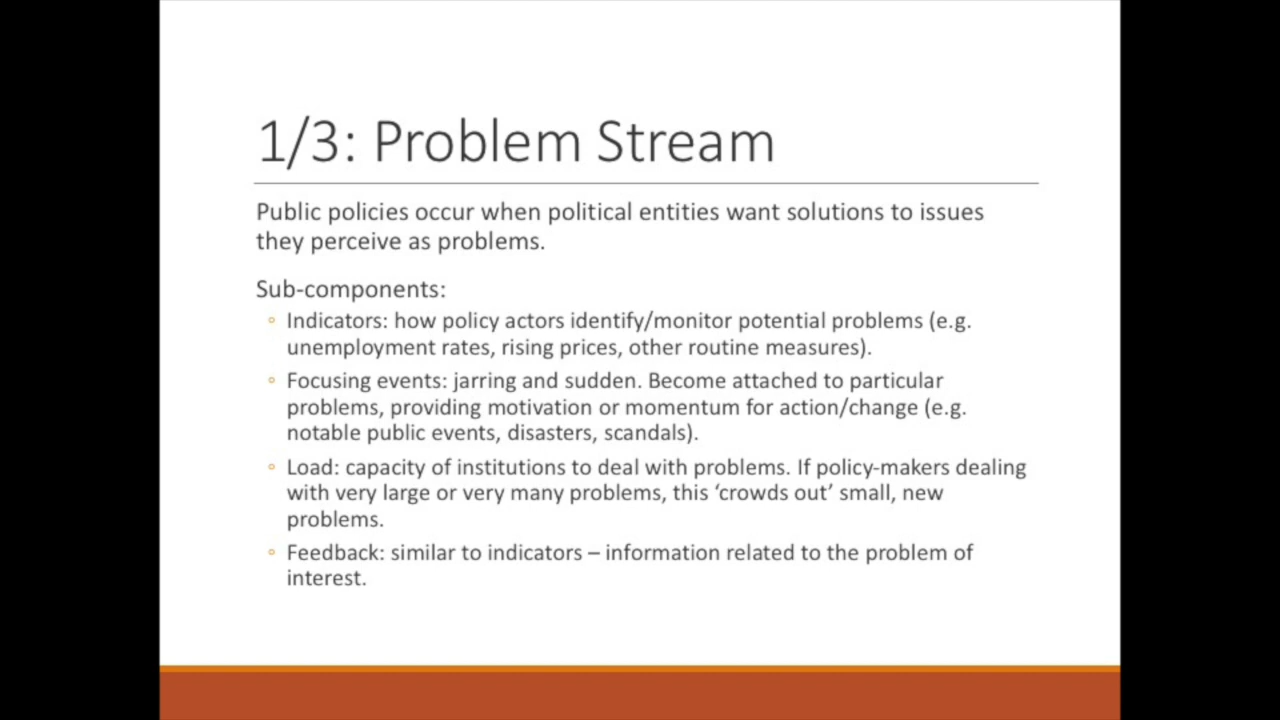 1/3: Problem Stream
Public policies occur when political entities want solutions to issues
they perceive as problems.
Sub-components:
◦ Indicators: how policy actors identify/monitor potential problems (e.g.
unemployment rates, rising prices, other routine measures).
◦ Focusing events: jarring and sudden. Become attached to particular
problems, providing motivation or momentum for action/change (e.g.
notable public events, disasters, scandals).
◦ Load: capacity of institutions to deal with problems. If policy-makers dealing
with very large or very many problems, this ‘crowds out’ small, new
problems.
◦ Feedback: similar to indicators – information related to the problem of
interest.